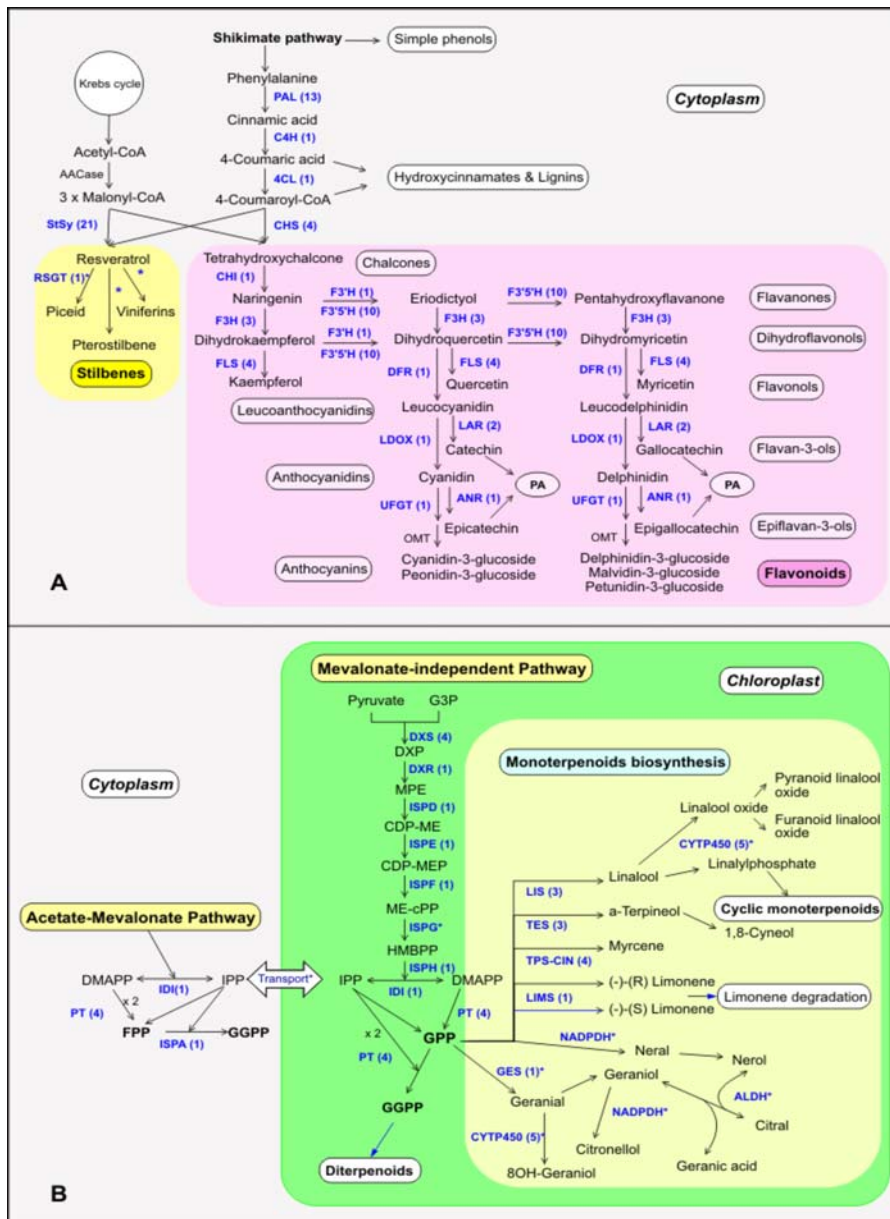 Shikimate pathway
Simple phenols
Krebs cycle
Phenylalanine
PAL (13)
Cytoplasm
Cinnamic acid
C4H (1)
Acetyl-CoA
4-Coumaric acid
AACase
4CL (1)
Hydroxycinnamates & Lignins
3 x Malonyl-CoA
4-Coumaroyl-CoA
StSy (21)
CHS (4)
Resveratrol
RSGT (1)*
*
*
Piceid
Viniferins
Pterostilbene
Stilbenes
Tetrahydroxychalcone
Chalcones
CHI (1)
Naringenin
F3'H (1)
F3'5'H (10)
Eriodictyol
F3'5'H (10)
Pentahydroxyflavanone
Flavanones
F3H (3)
F3H (3)
F3H (3)
Dihydrokaempferol
F3'H (1)
F3'5'H (10)
Dihydroquercetin
F3'5'H (10)
Dihydromyricetin
Dihydroflavonols
FLS (4)
DFR (1)
FLS (4)
DFR (1)
FLS (4)
Kaempferol
Quercetin
Myricetin
Flavonols
Leucoanthocyanidins
Leucocyanidin
Leucodelphinidin
LDOX (1)
LAR (2)
LDOX (1)
LAR (2)
Catechin
Gallocatechin
Flavan-3-ols
Anthocyanidins
Cyanidin
PA
Delphinidin
PA
UFGT (1)
ANR (1)
UFGT (1)
ANR (1)
Epicatechin
Epigallocatechin
Epiflavan-3-ols
OMT
OMT
Anthocyanins
Cyanidin-3-glucoside
Peonidin-3-glucoside
Delphinidin-3-glucoside
Malvidin-3-glucoside
Petunidin-3-glucoside
Flavonoids
A
Mevalonate-independent Pathway
Chloroplast
Pyruvate
G3P
DXS (4)
DXP
DXR (1)
MPE
ISPD (1)
CDP-ME
ISPE (1)
CDP-MEP
ISPF (1)
ME-cPP
ISPG*
HMBPP
ISPH (1)
IPP
IDI (1)
DMAPP
x 2
PT (4)
PT (4)
GPP
GGPP
Diterpenoids
Cytoplasm
Acetate-Mevalonate Pathway
DMAPP
IDI(1)
IPP
Transport*
x 2
PT (4)
FPP
ISPA (1)
GGPP
Monoterpenoids biosynthesis
Pyranoid linalool
oxide
Linalool oxide
Furanoid linalool
oxide
CYTP450 (5)*
Linalylphosphate
LIS (3)
Linalool
Cyclic monoterpenoids
TES (3)
a-Terpineol
1,8-Cyneol
Myrcene
TPS-CIN (4)
(-)-(R) Limonene
LIMS (1)
(-)-(S) Limonene
Limonene degradation
NADPDH*
Neral
Nerol
GES (1)*
Geraniol
Geranial
NADPDH*
ALDH*
Citral
CYTP450 (5)*
Citronellol
Geranic acid
8OH-Geraniol
B